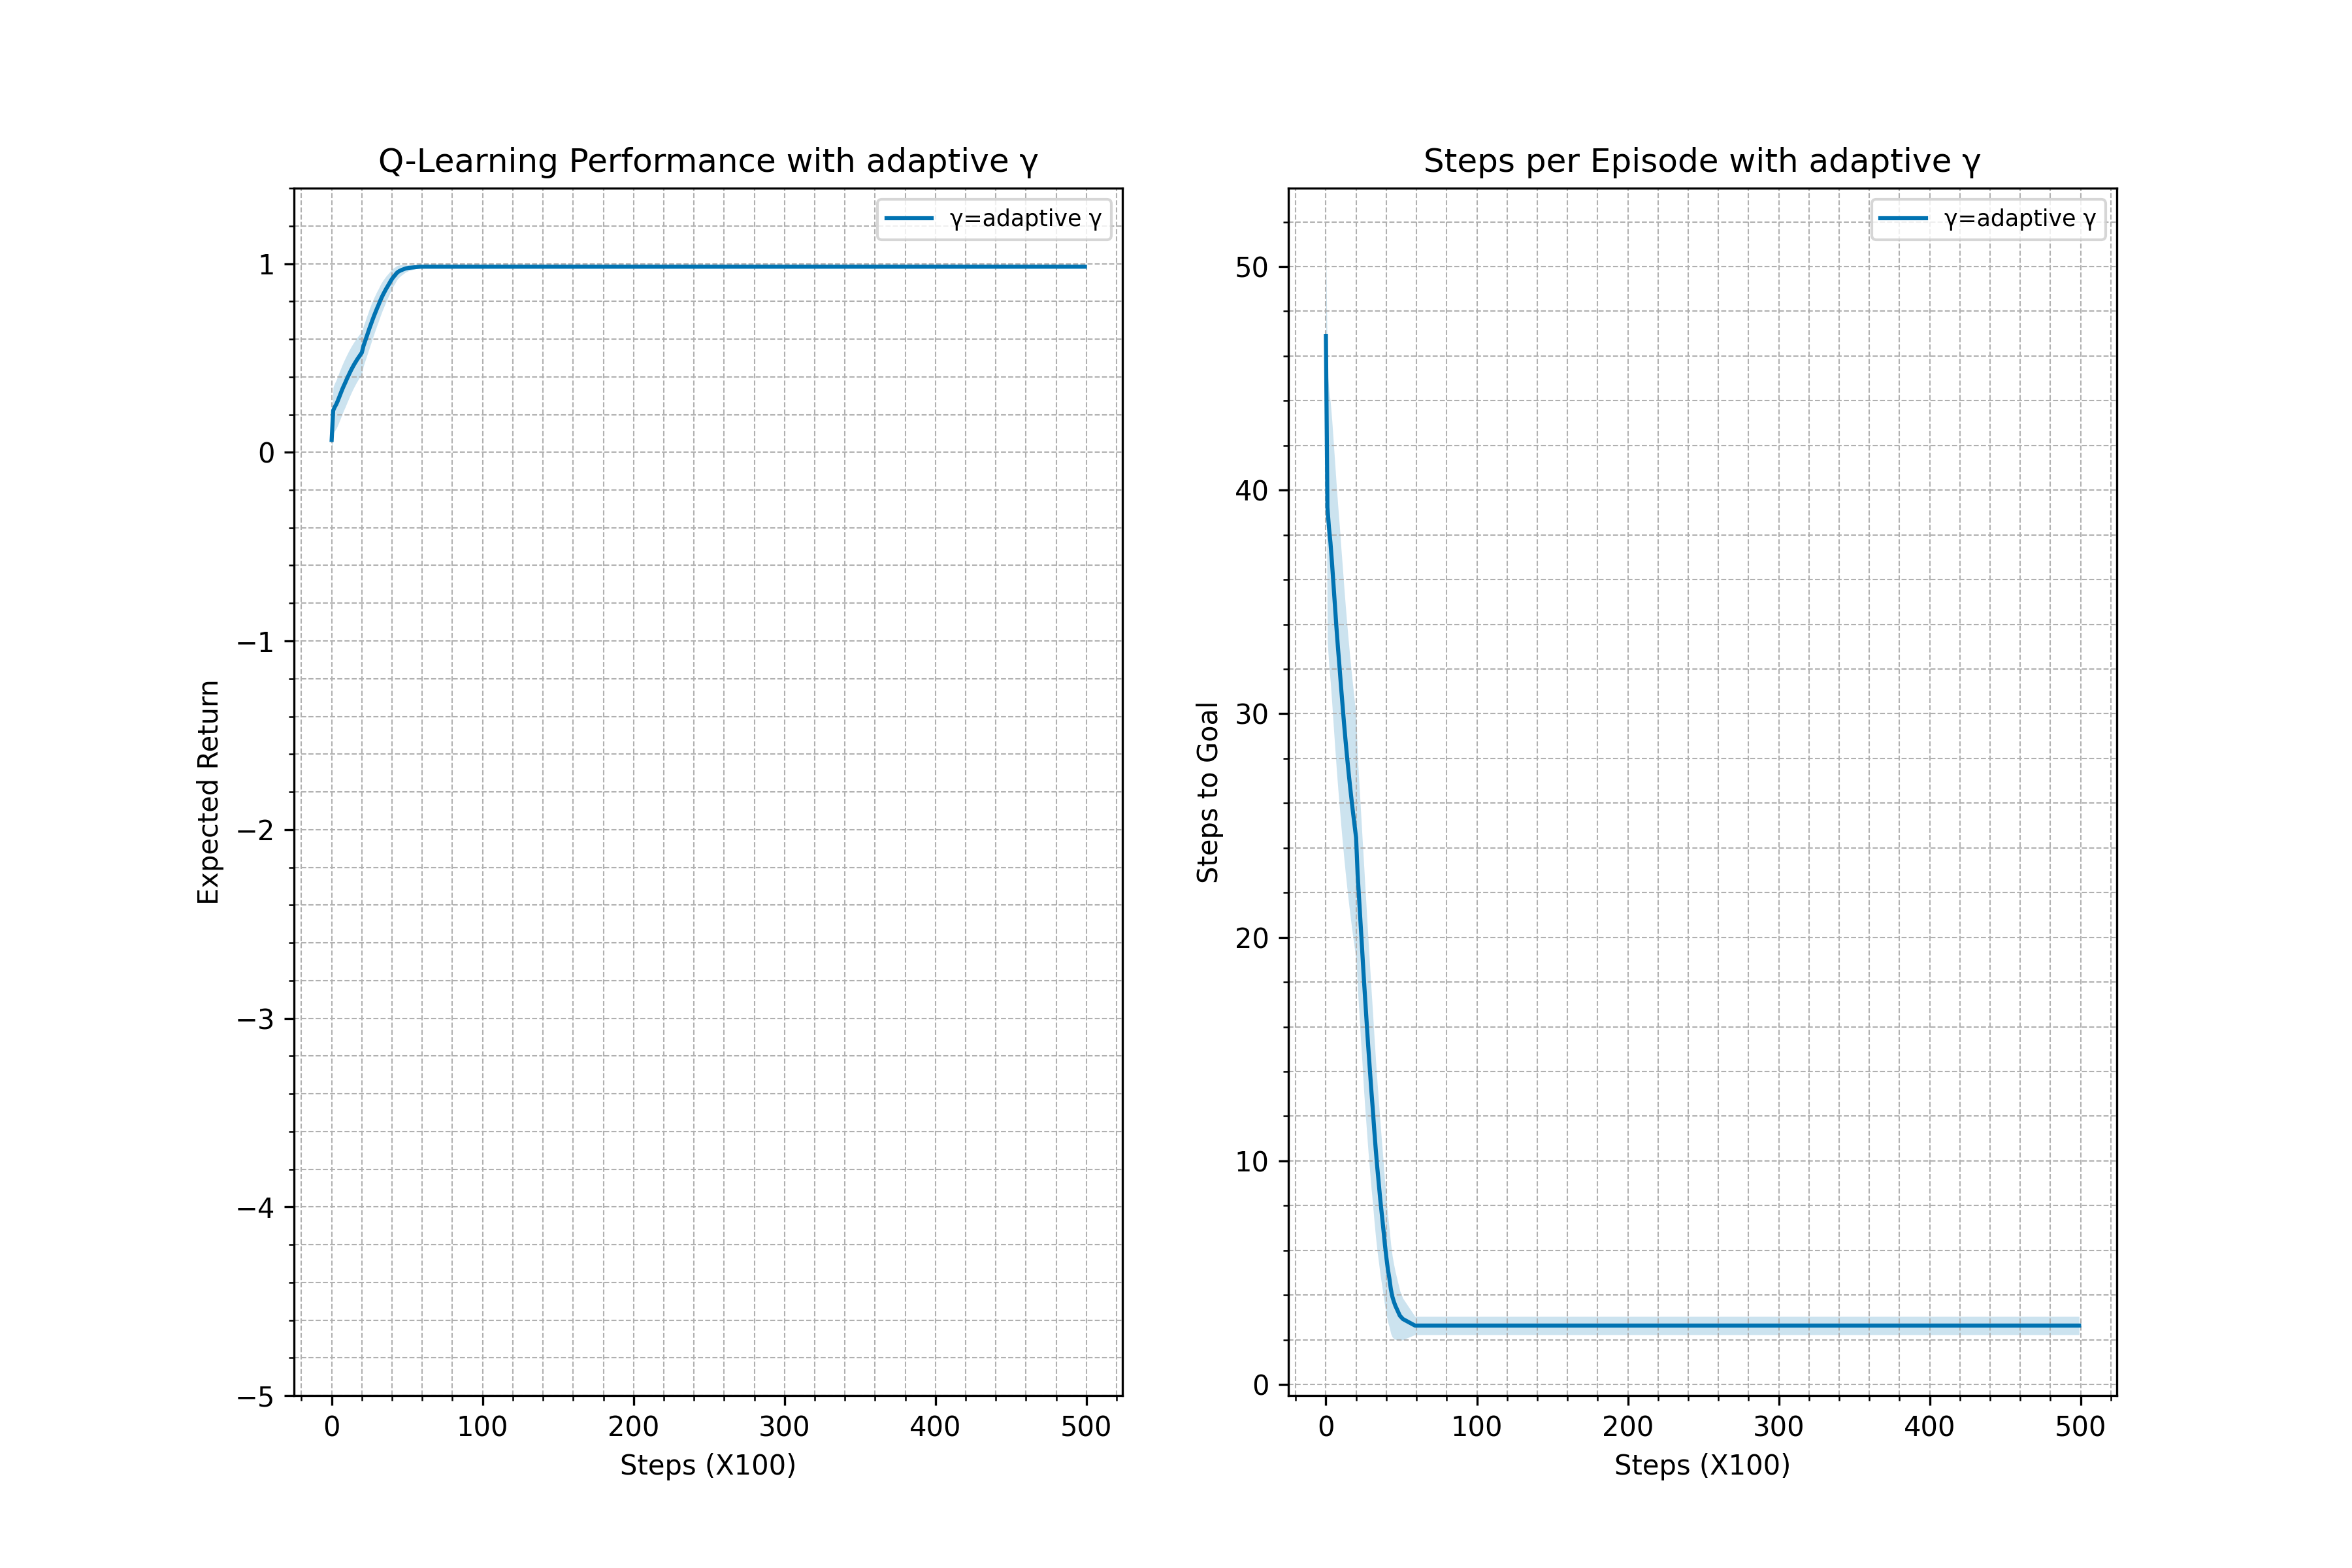 Q-Learning Performance with adaptive γ
γ=adaptive γ
1
0
−1
−2
−3
−4
−5
Expected Return
0 100 200 300 400 500
Steps (X100)
Steps per Episode with adaptive γ
γ=adaptive γ
50
40
30
20
10
0
Steps to Goal
0 100 200 300 400 500
Steps (X100)